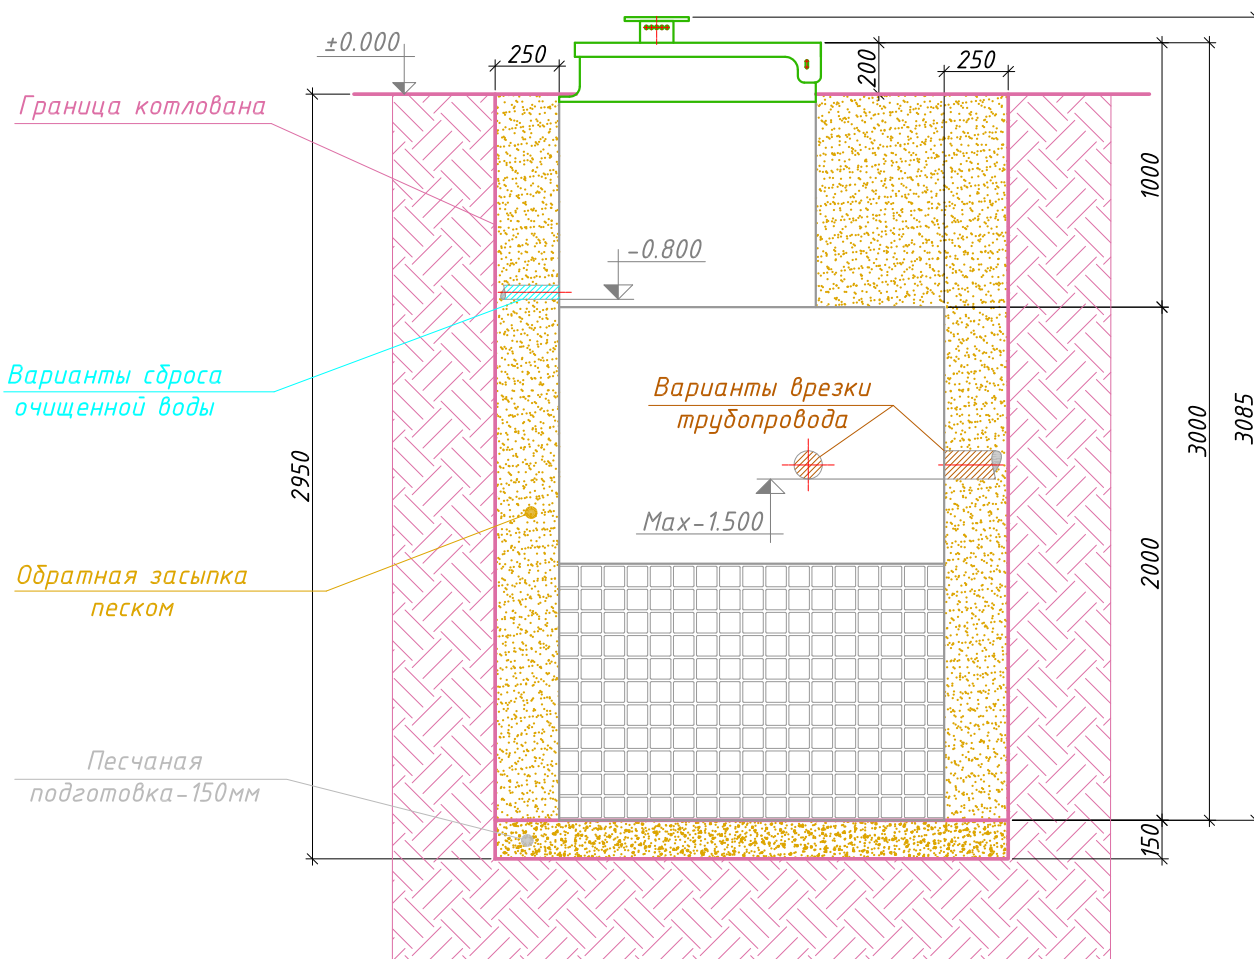 ±0.000
250
200
250
Граница котлована
1000
-0.800
Варианты сброса
очищенной воды
Варианты врезки
трубопровода
3000
3085
2950
Max-1.500
Обратная засыпка
песком
2000
Песчаная
подготовка-150мм
150